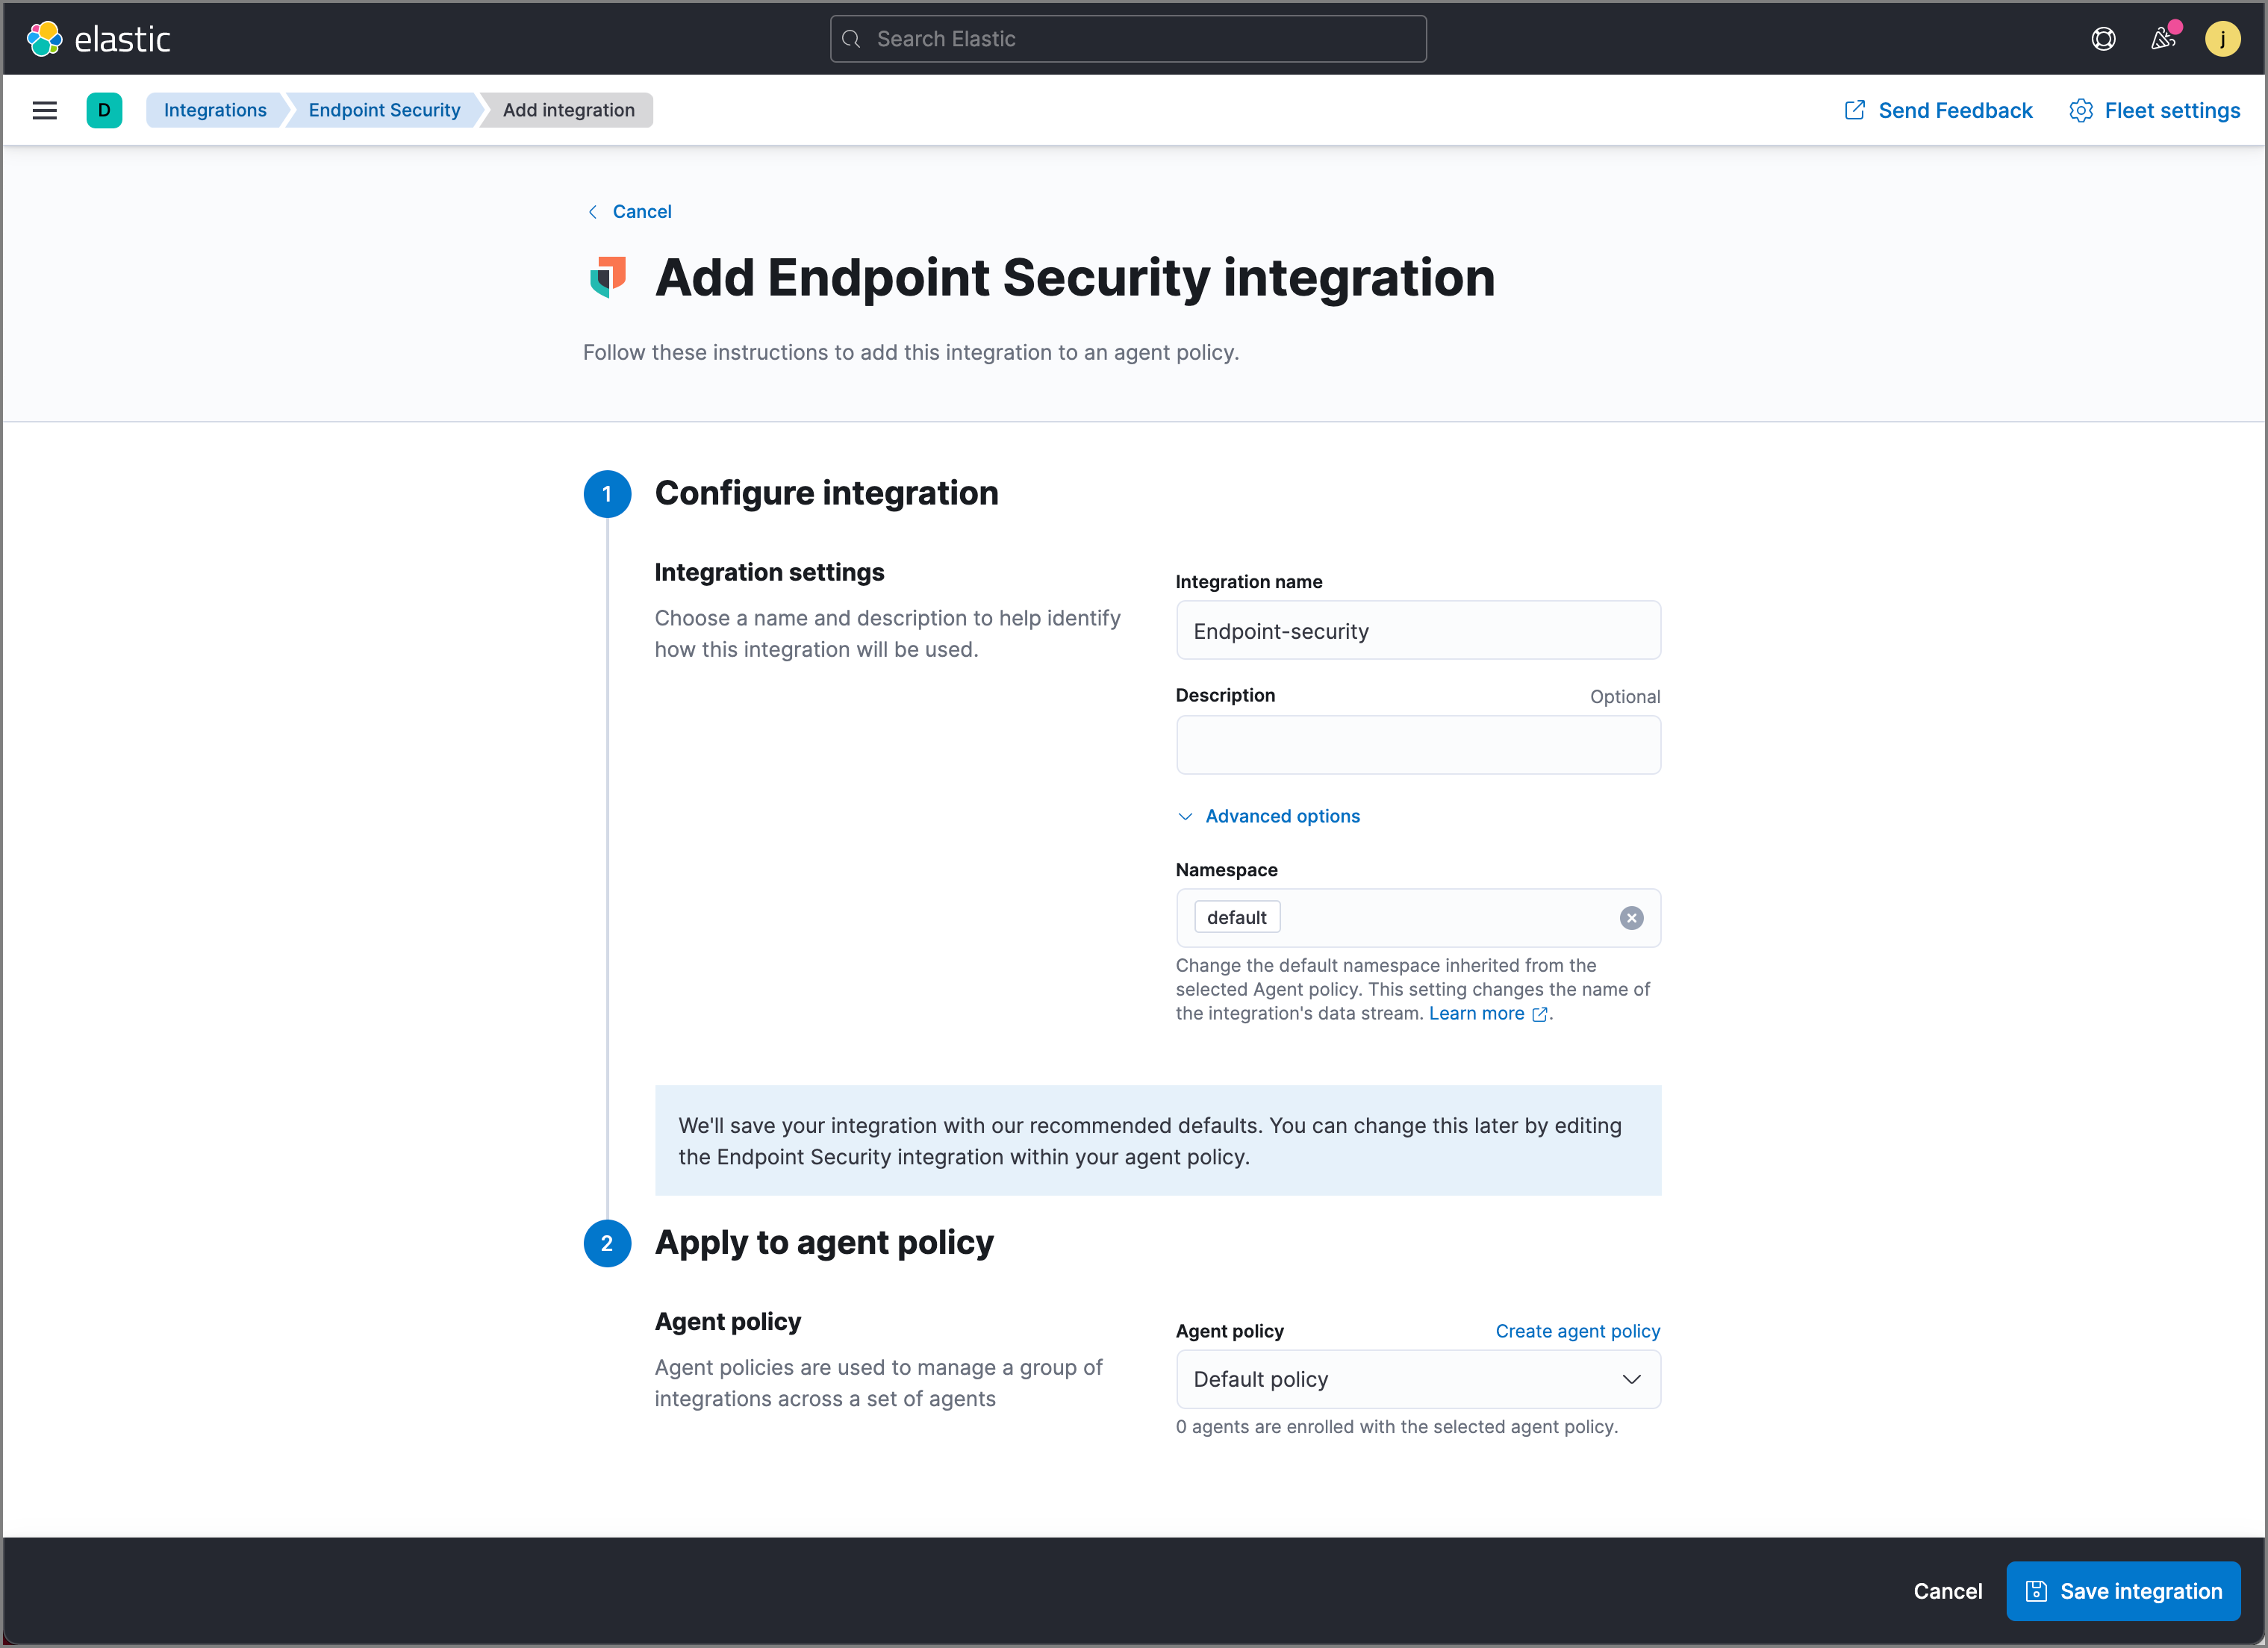 elastic
Search Elastic
j
D
Integrations
Endpoint Security
Add integration
Send Feedback
Fleet settings
Cancel
Add Endpoint Security integration
Follow these instructions to add this integration to an agent policy.
1
Configure integration
Integration settings
Choose a name and description to help identify
how this integration will be used.
Integration name
Endpoint-security
Description
Optional
Advanced options
Namespace
default
Change the default namespace inherited from the
selected Agent policy. This setting changes the name of
the integration's data stream. Learn more .
We'll save your integration with our recommended defaults. You can change this later by editing
the Endpoint Security integration within your agent policy.
2
Apply to agent policy
Agent policy
Agent policies are used to manage a group of
integrations across a set of agents
Agent policy
Create agent policy
Default policy
0 agents are enrolled with the selected agent policy.
Cancel
Save integration